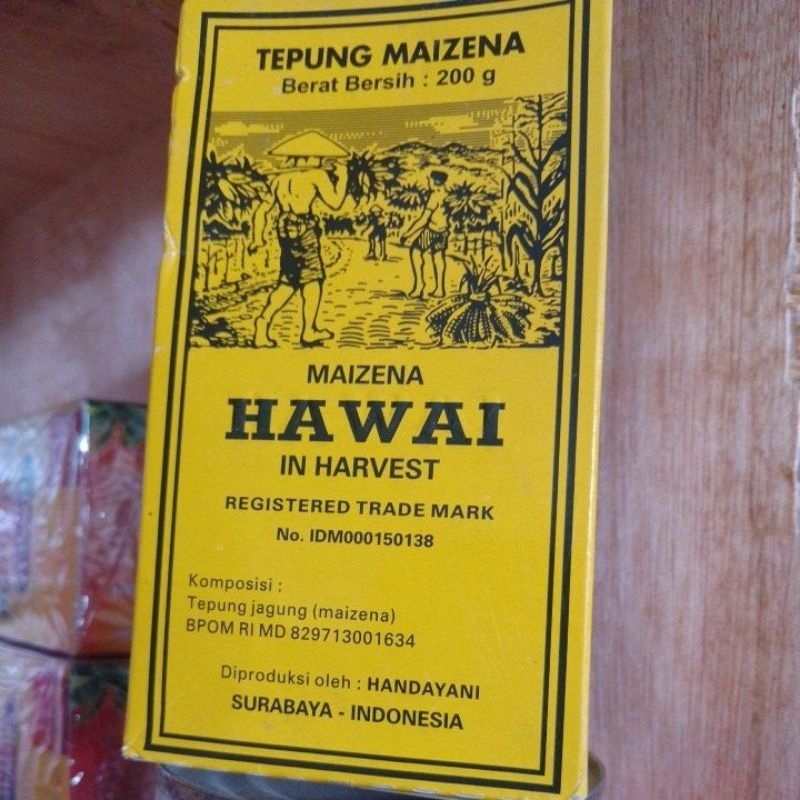 TEPUNG MAIZENA
Berat Bersih : 200 g
MAIZENA
HAWAI
IN HARVEST
REGISTERED TRADE MARK
No. IDM000150138
Komposisi :
Tepung jagung (maizena)
BPOM RI MD 829713001634
Diproduksi oleh : HANDAYANI
SURABAYA - INDONESIA